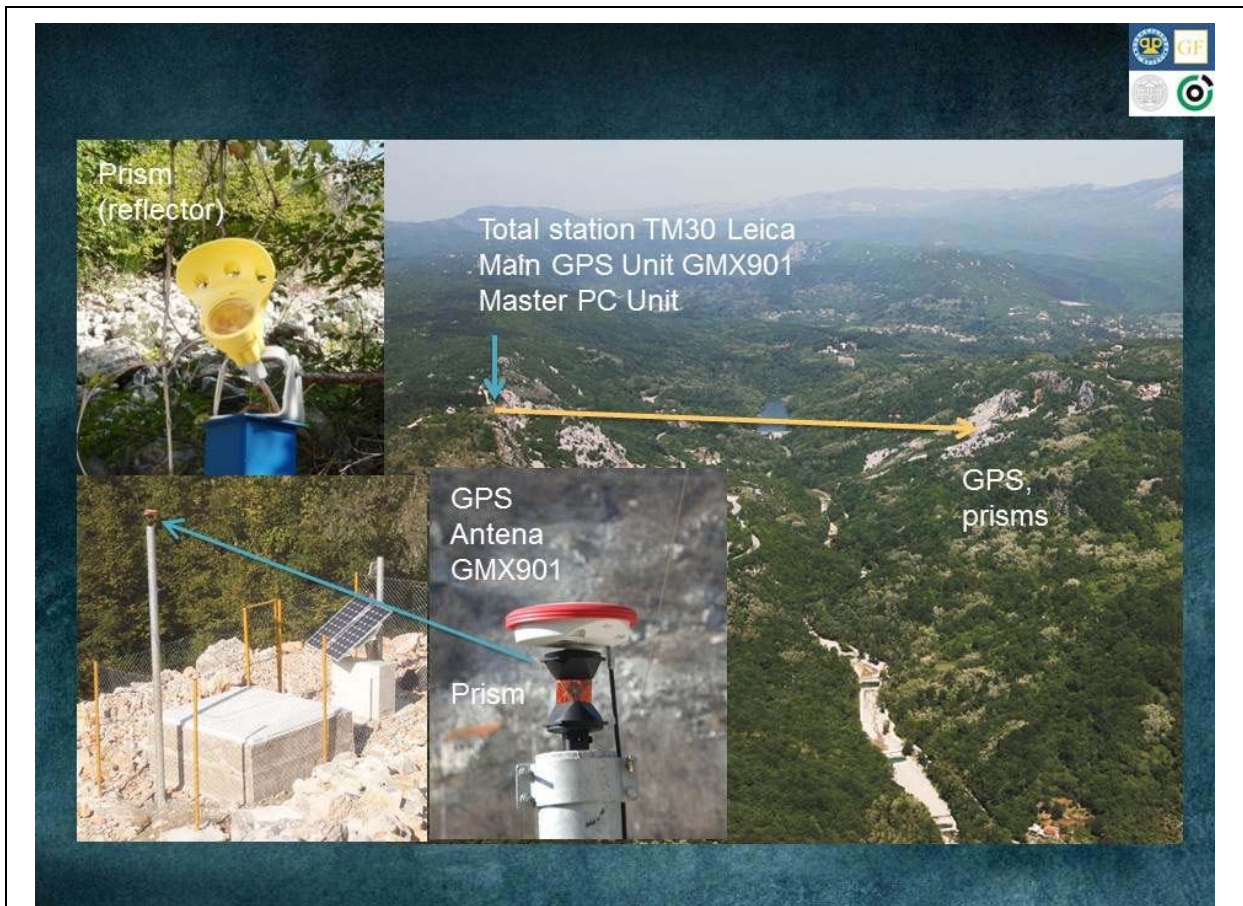 GF
Prism
(reflector)
Total station TM30 Leica
Main GPS Unit GMX901
Master PC Unit
GPS,
prisms
GPS
Antena
GMX901
Prism